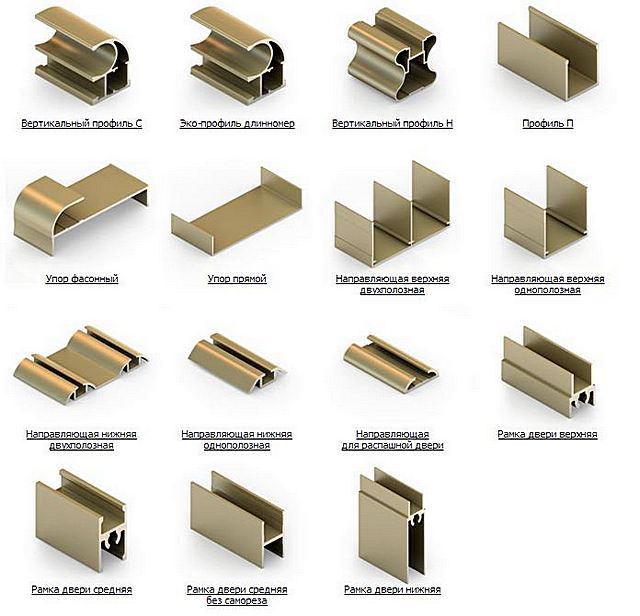 Вертикальный профиль С
Эко-профиль длинномер
Вертикальный профиль Н
Профиль П
Упор фасонный
Упор прямой
Направляющая верхняя
двухполозная
Направляющая верхняя
однополозная
Направляющая нижняя
двухполозная
Направляющая нижняя
однополозная
Направляющая
для распашной двери
Рамка двери верхняя
Рамка двери средняя
Рамка двери средняя
без самореза
Рамка двери нижняя